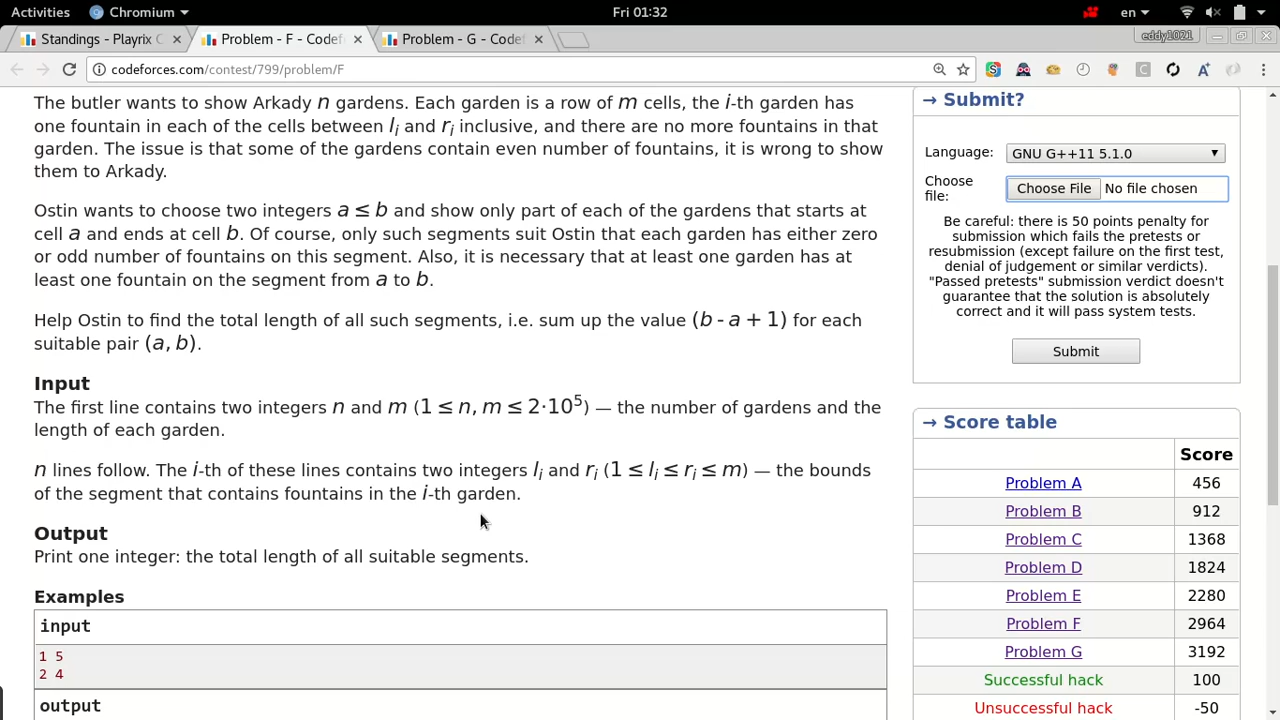 Activities Chromium Fri 01:32 en
Standings - Playrix C Problem - F - Codef Problem - G - Codef eddy1021
codeforces.com/contest/799/problem/F
The butler wants to show Arkady n gardens. Each garden is a row of m cells, the i-th garden has
one fountain in each of the cells between li and ri inclusive, and there are no more fountains in that
garden. The issue is that some of the gardens contain even number of fountains, it is wrong to show
them to Arkady.
Ostin wants to choose two integers a ≤ b and show only part of each of the gardens that starts at
cell a and ends at cell b. Of course, only such segments suit Ostin that each garden has either zero
or odd number of fountains on this segment. Also, it is necessary that at least one garden has at
least one fountain on the segment from a to b.
Help Ostin to find the total length of all such segments, i.e. sum up the value (b - a + 1) for each
suitable pair (a, b).
Input
The first line contains two integers n and m (1 ≤ n, m ≤ 2·10^5) — the number of gardens and the
length of each garden.
n lines follow. The i-th of these lines contains two integers li and ri (1 ≤ li ≤ ri ≤ m) — the bounds
of the segment that contains fountains in the i-th garden.
Output
Print one integer: the total length of all suitable segments.
Examples
input
1 5
2 4
output
→ Submit?
Language: GNU G++11 5.1.0
Choose
file: Choose File No file chosen
Be careful: there is 50 points penalty for
submission which fails the pretests or
resubmission (except failure on the first test,
denial of judgement or similar verdicts).
"Passed pretests" submission verdict doesn't
guarantee that the solution is absolutely
correct and it will pass system tests.
Submit
→ Score table
Score
Problem A 456
Problem B 912
Problem C 1368
Problem D 1824
Problem E 2280
Problem F 2964
Problem G 3192
Successful hack 100
Unsuccessful hack -50